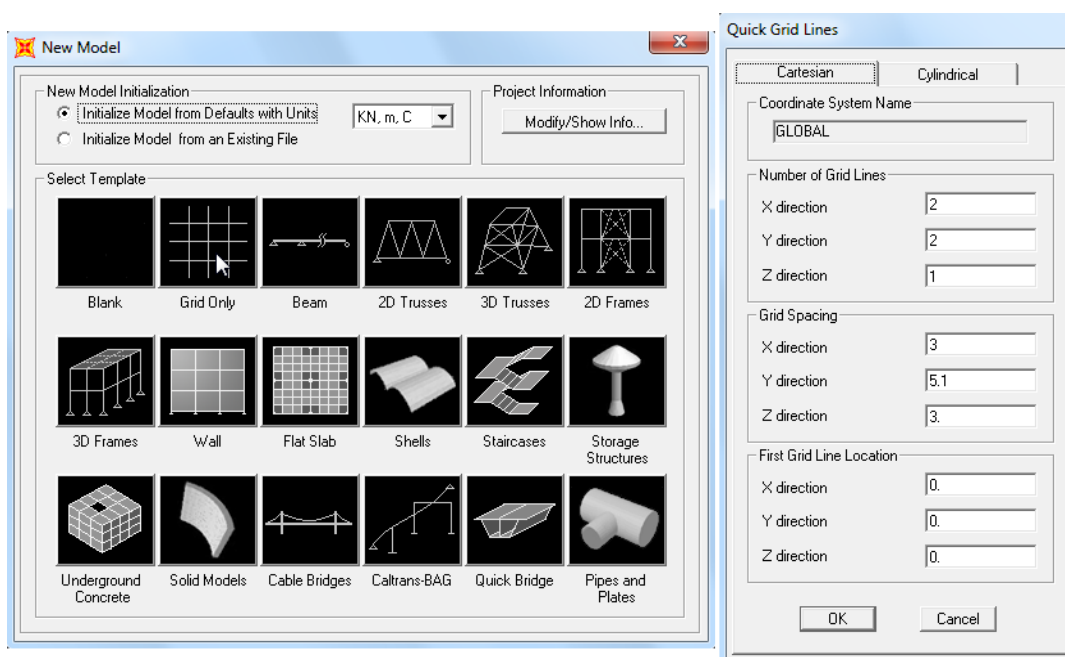 New Model
New Model Initialization
Initialize Model from Defaults with Units
KN, m, C
Initialize Model from an Existing File
Project Information
Modify/Show Info...
Select Template
Blank
Grid Only
Beam
2D Trusses
3D Trusses
2D Frames
3D Frames
Wall
Flat Slab
Shells
Staircases
Storage
Structures
Underground
Concrete
Solid Models
Cable Bridges
Caltrans-BAG
Quick Bridge
Pipes and
Plates
Quick Grid Lines
Cartesian
Cylindrical
Coordinate System Name
GLOBAL
Number of Grid Lines
X direction 2
Y direction 2
Z direction 1
Grid Spacing
X direction 3
Y direction 5.1
Z direction 3.
First Grid Line Location
X direction 0.
Y direction 0.
Z direction 0.
OK
Cancel